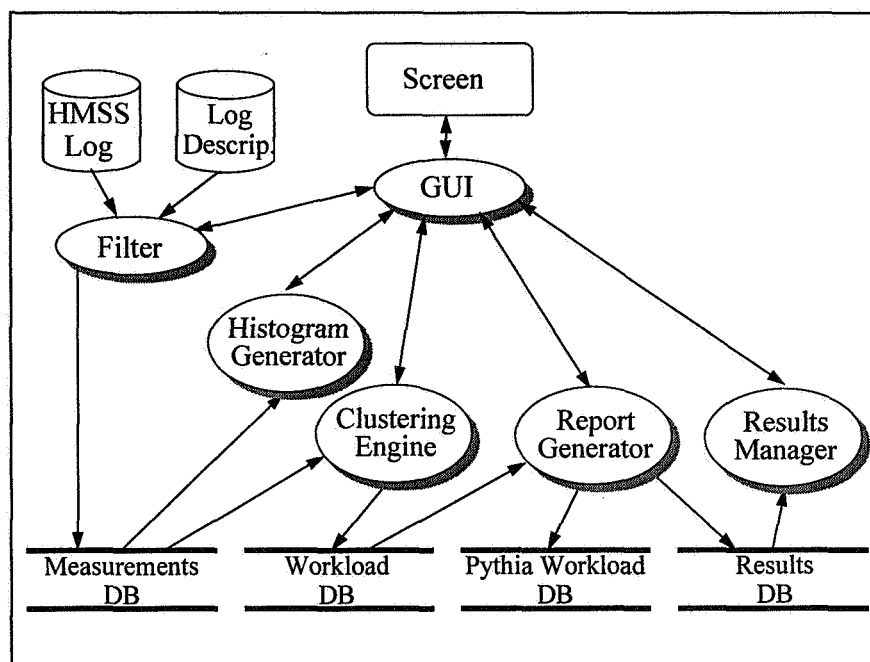 Screen
HMSS
Log
Log
Descrip.
GUI
Filter
Histogram
Generator
Clustering
Engine
Report
Generator
Results
Manager
Measurements
DB
Workload
DB
Pythia Workload
DB
Results
DB